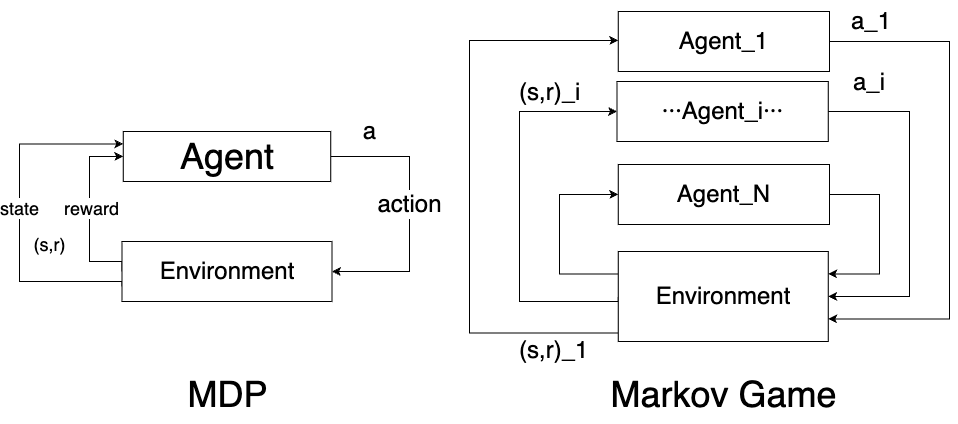 Agent
a
action
state
reward
(s,r)
Environment
MDP
Agent_1
a_1
(s,r)_i
···Agent_i···
a_i
Agent_N
Environment
(s,r)_1
Markov Game